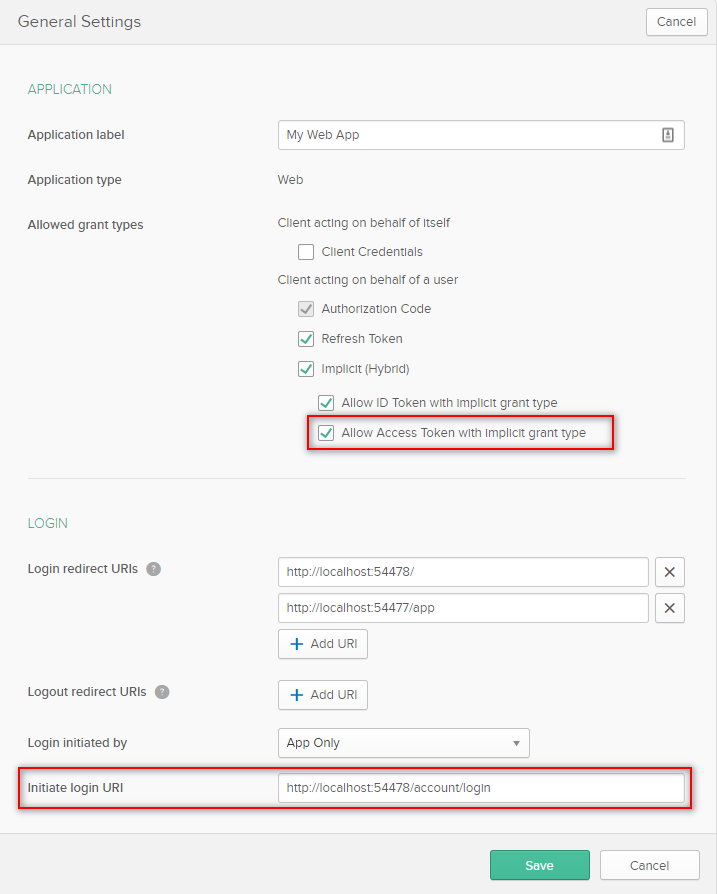 General Settings
Cancel
APPLICATION
Application label
My Web App
Application type
Web
Allowed grant types
Client acting on behalf of itself
Client Credentials
Client acting on behalf of a user
Authorization Code
Refresh Token
Implicit (Hybrid)
Allow ID Token with implicit grant type
Allow Access Token with implicit grant type
LOGIN
Login redirect URIs ?
http://localhost:54478/
http://localhost:54477/app
+ Add URI
Logout redirect URIs ?
+ Add URI
Login initiated by
App Only
Initiate login URI
http://localhost:54478/account/login
Save
Cancel